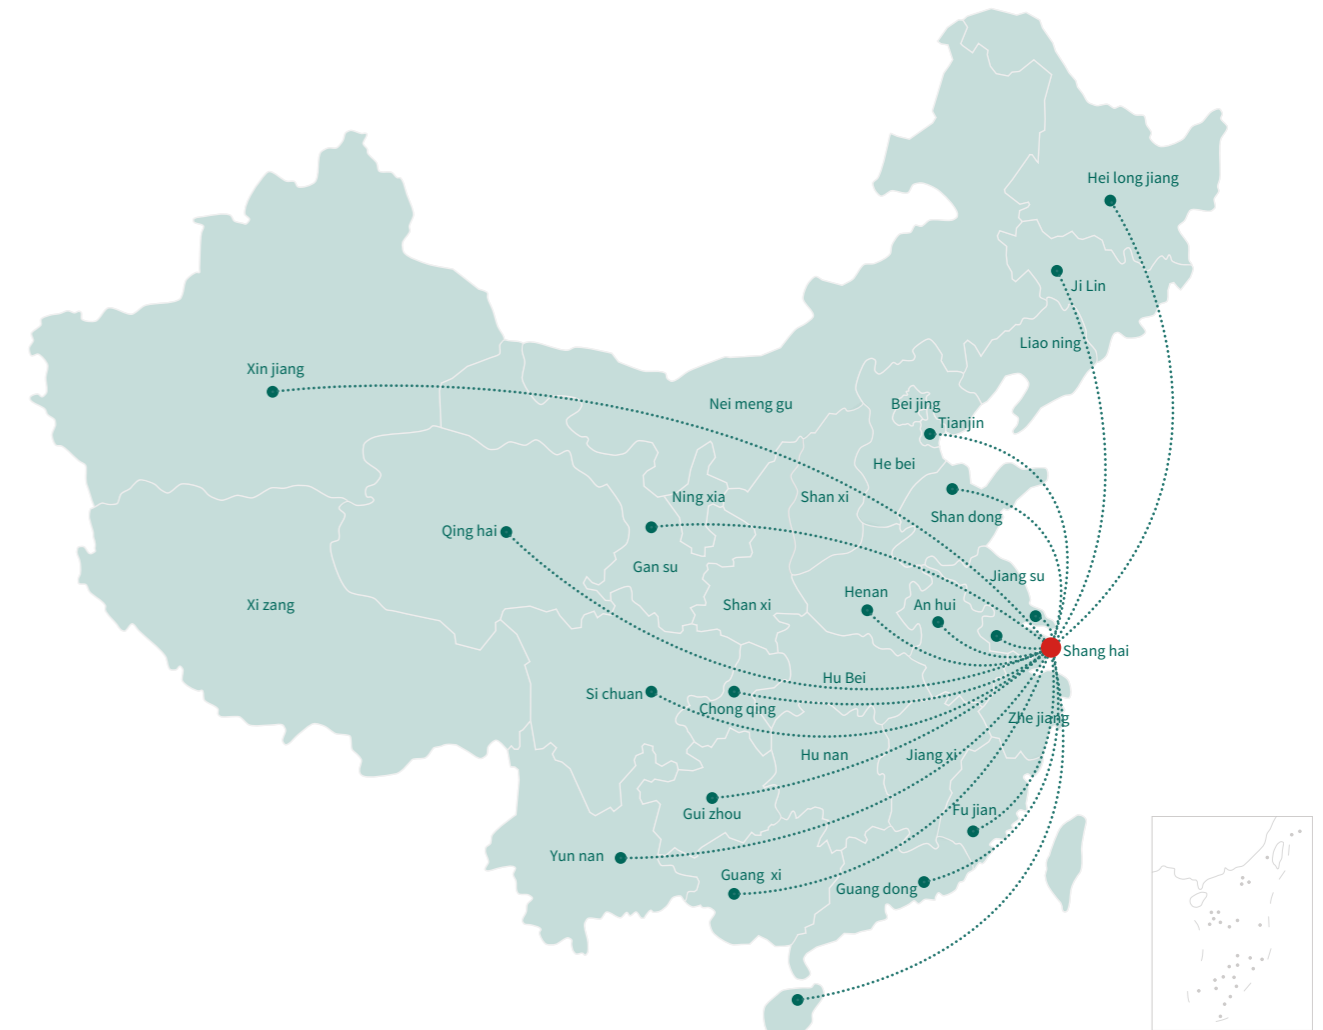 Hei long jiang
Ji Lin
Liao ning
Xin jiang
Nei meng gu
Bei jing
Tianjin
He bei
Ning xia
Shan xi
Shan dong
Qing hai
Gan su
Jiang su
Henan
An hui
Xi zang
Shan xi
Shang hai
Hu Bei
Si chuan
Chong qing
Zhe jiang
Hu nan
Jiang xi
Fu jian
Gui zhou
Yun nan
Guang  xi
Guang dong